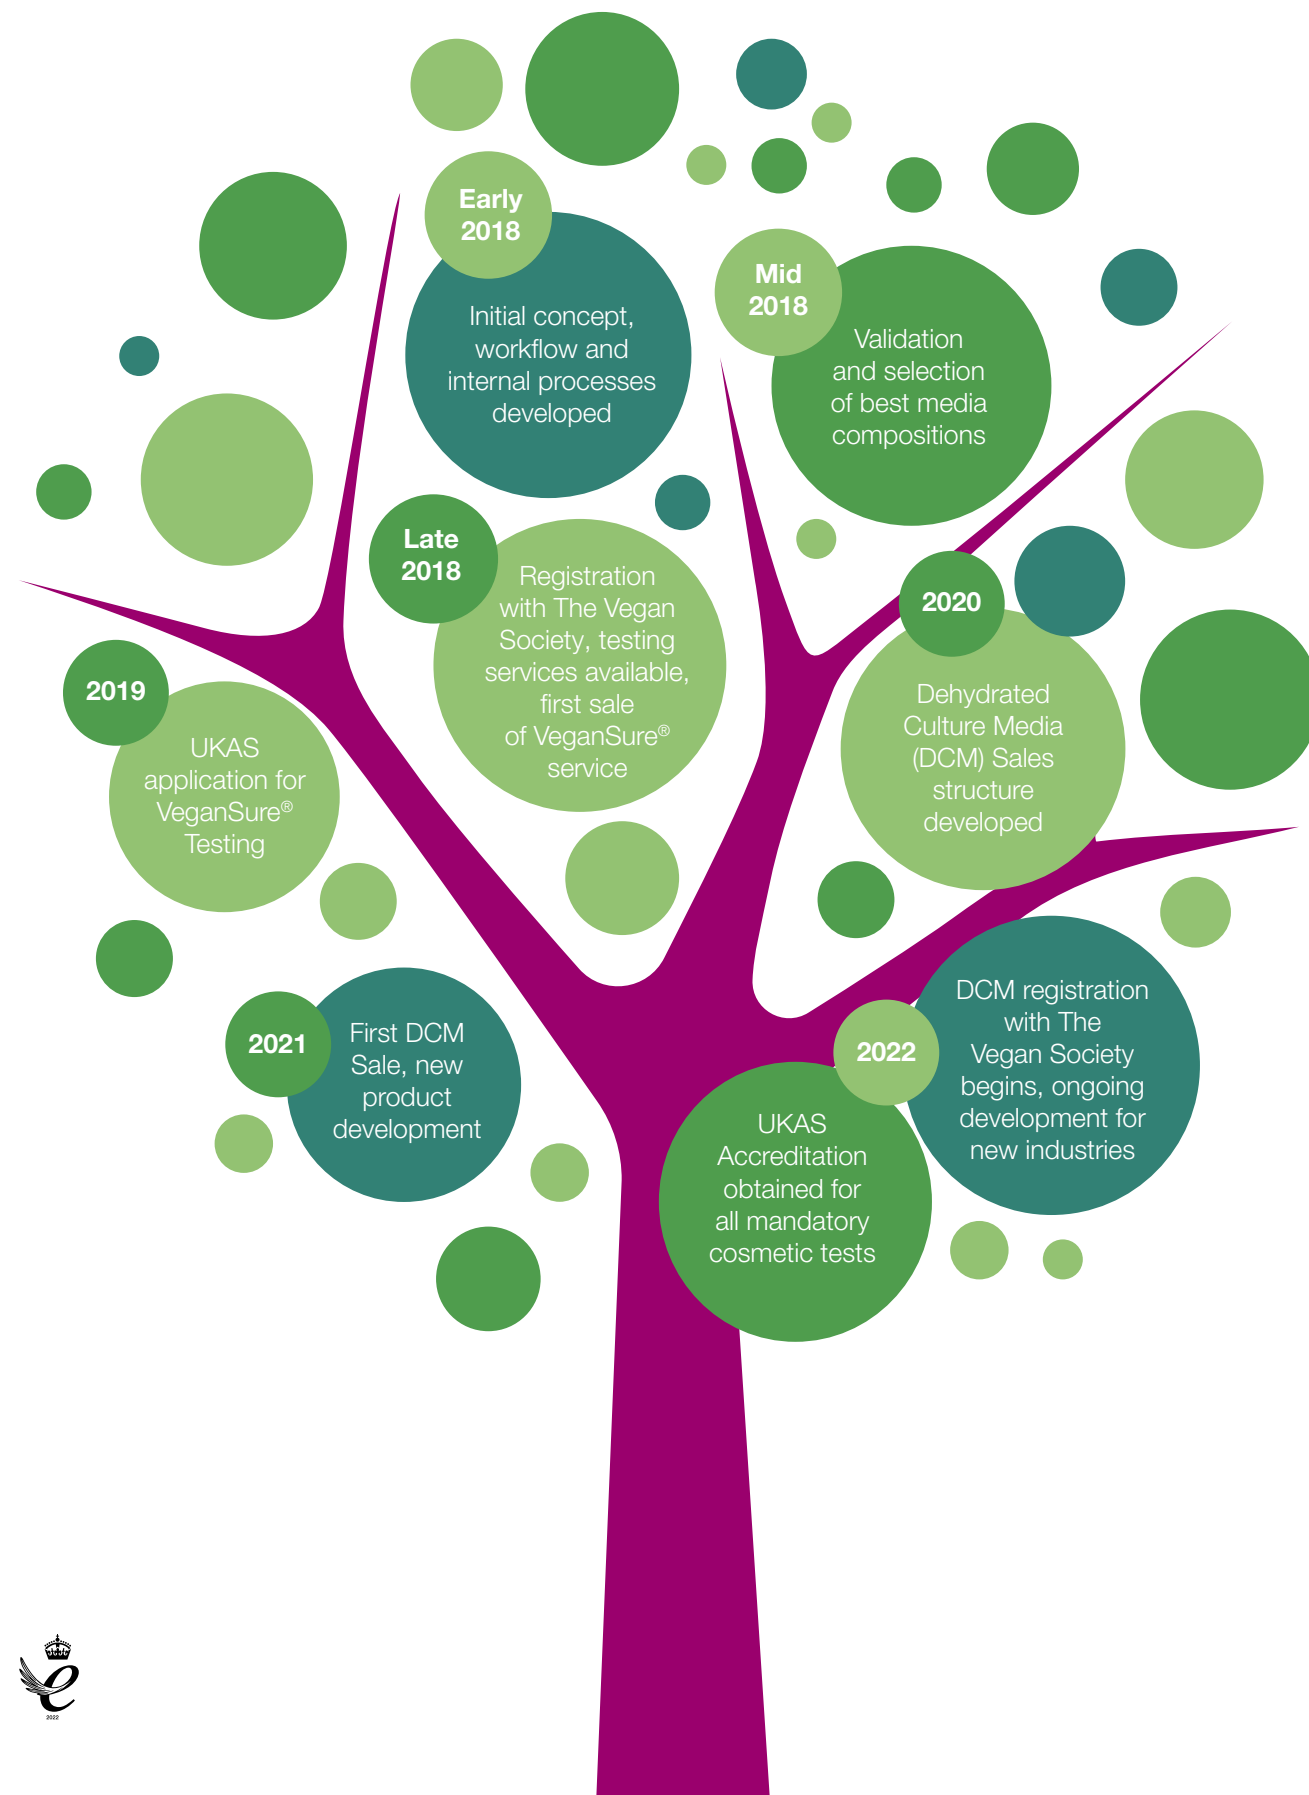 Early
2018
Initial concept,
workflow and
internal processes
developed
Mid
2018
Validation
and selection
of best media
compositions
Late
2018
Registration
with The Vegan
Society, testing
services available,
first sale
of VeganSure®
service
2019
UKAS
application for
VeganSure®
Testing
2020
Dehydrated
Culture Media
(DCM) Sales
structure
developed
2021
First DCM
Sale, new
product
development
2022
UKAS
Accreditation
obtained for
all mandatory
cosmetic tests
DCM registration
with The
Vegan Society
begins, ongoing
development for
new industries
e
2022